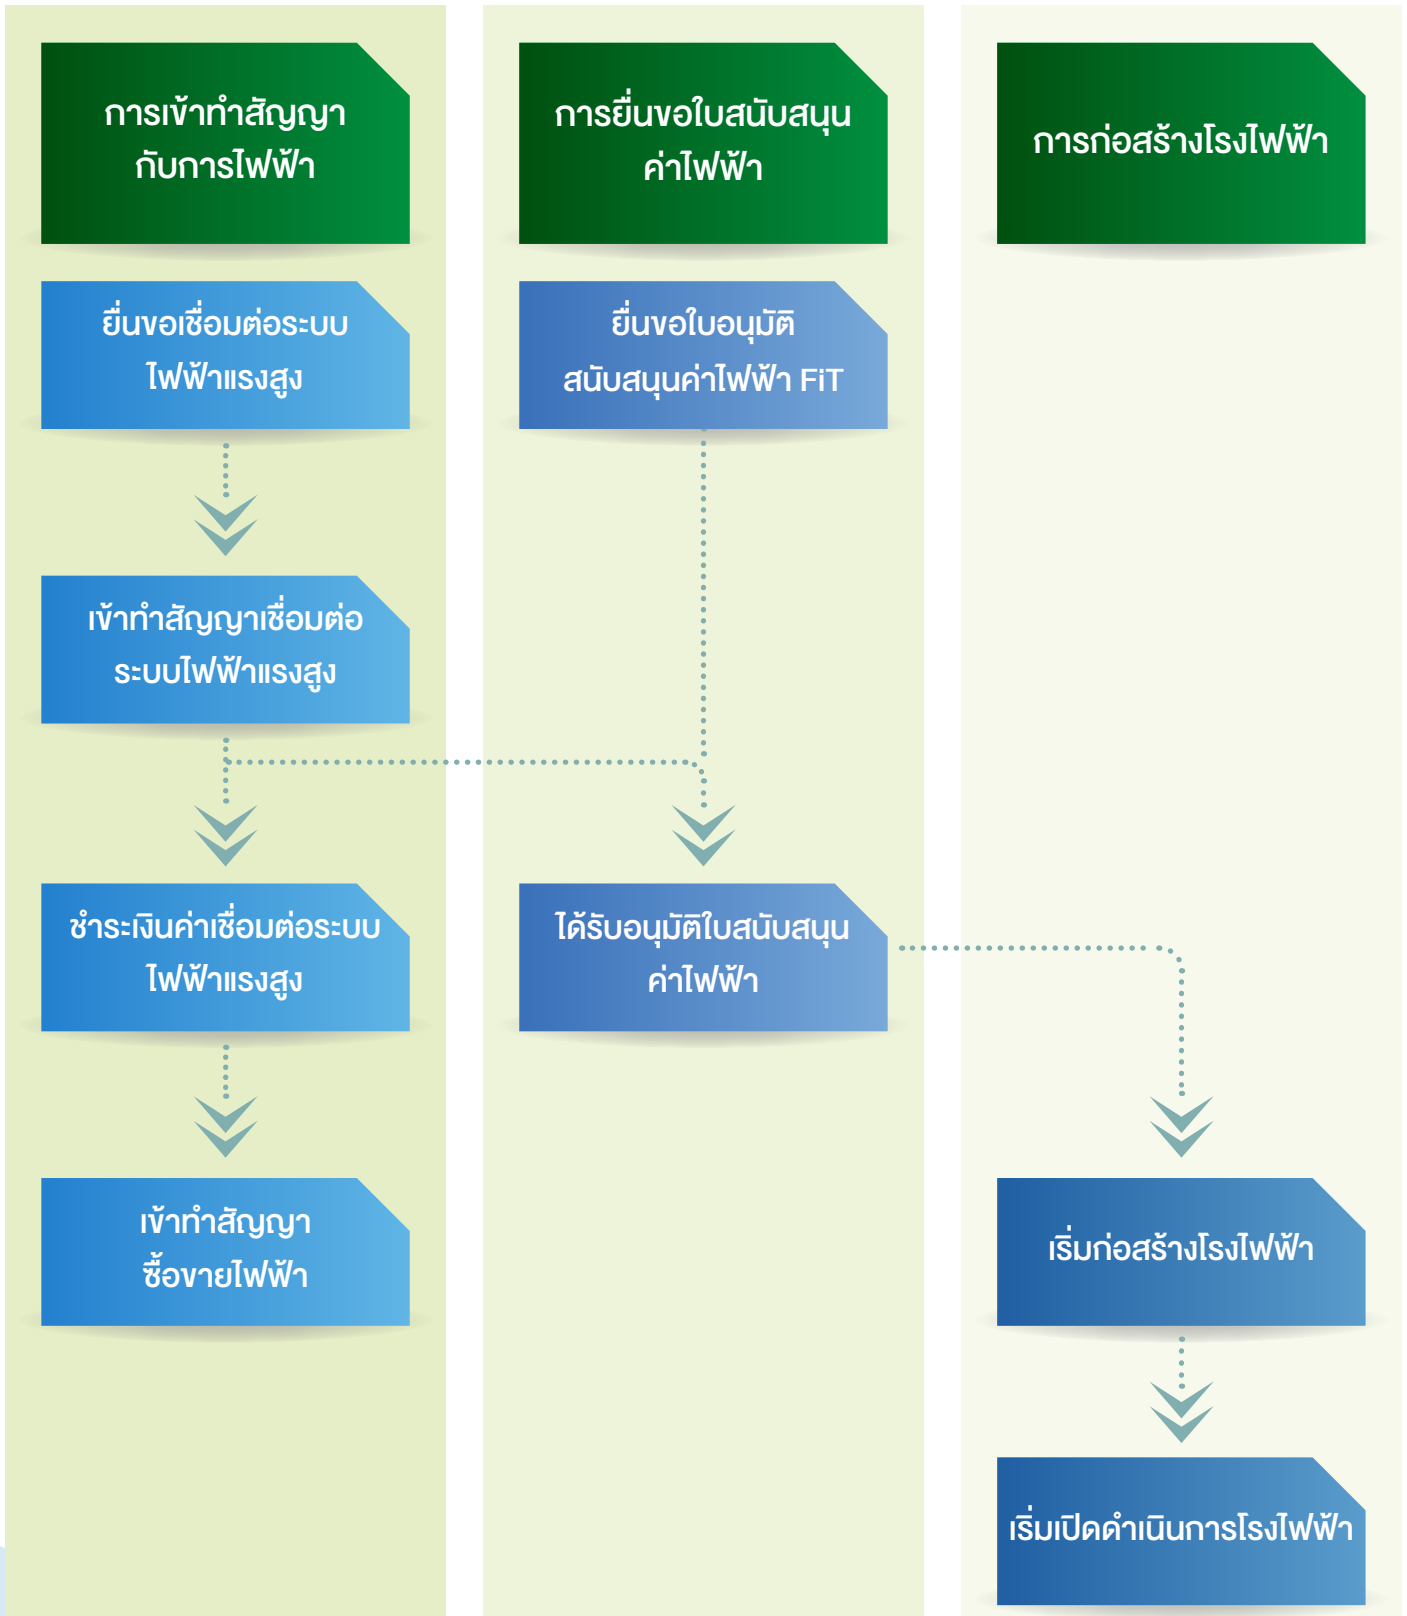 การเข้าทำสัญญา
กับการไฟฟ้า
การยื่นขอใบสนับสนุน
ค่าไฟฟ้า
การก่อสร้างโรงไฟฟ้า
ยื่นขอเชื่อมต่อระบบ
ไฟฟ้าแรงสูง
ยื่นขอใบอนุมัติ
สนับสนุนค่าไฟฟ้า FiT
เข้าทำสัญญาเชื่อมต่อ
ระบบไฟฟ้าแรงสูง
ชำระเงินค่าเชื่อมต่อระบบ
ไฟฟ้าแรงสูง
ได้รับอนุมัติใบสนับสนุน
ค่าไฟฟ้า
เข้าทำสัญญา
ซื้อขายไฟฟ้า
เริ่มก่อสร้างโรงไฟฟ้า
เริ่มเปิดดำเนินการโรงไฟฟ้า